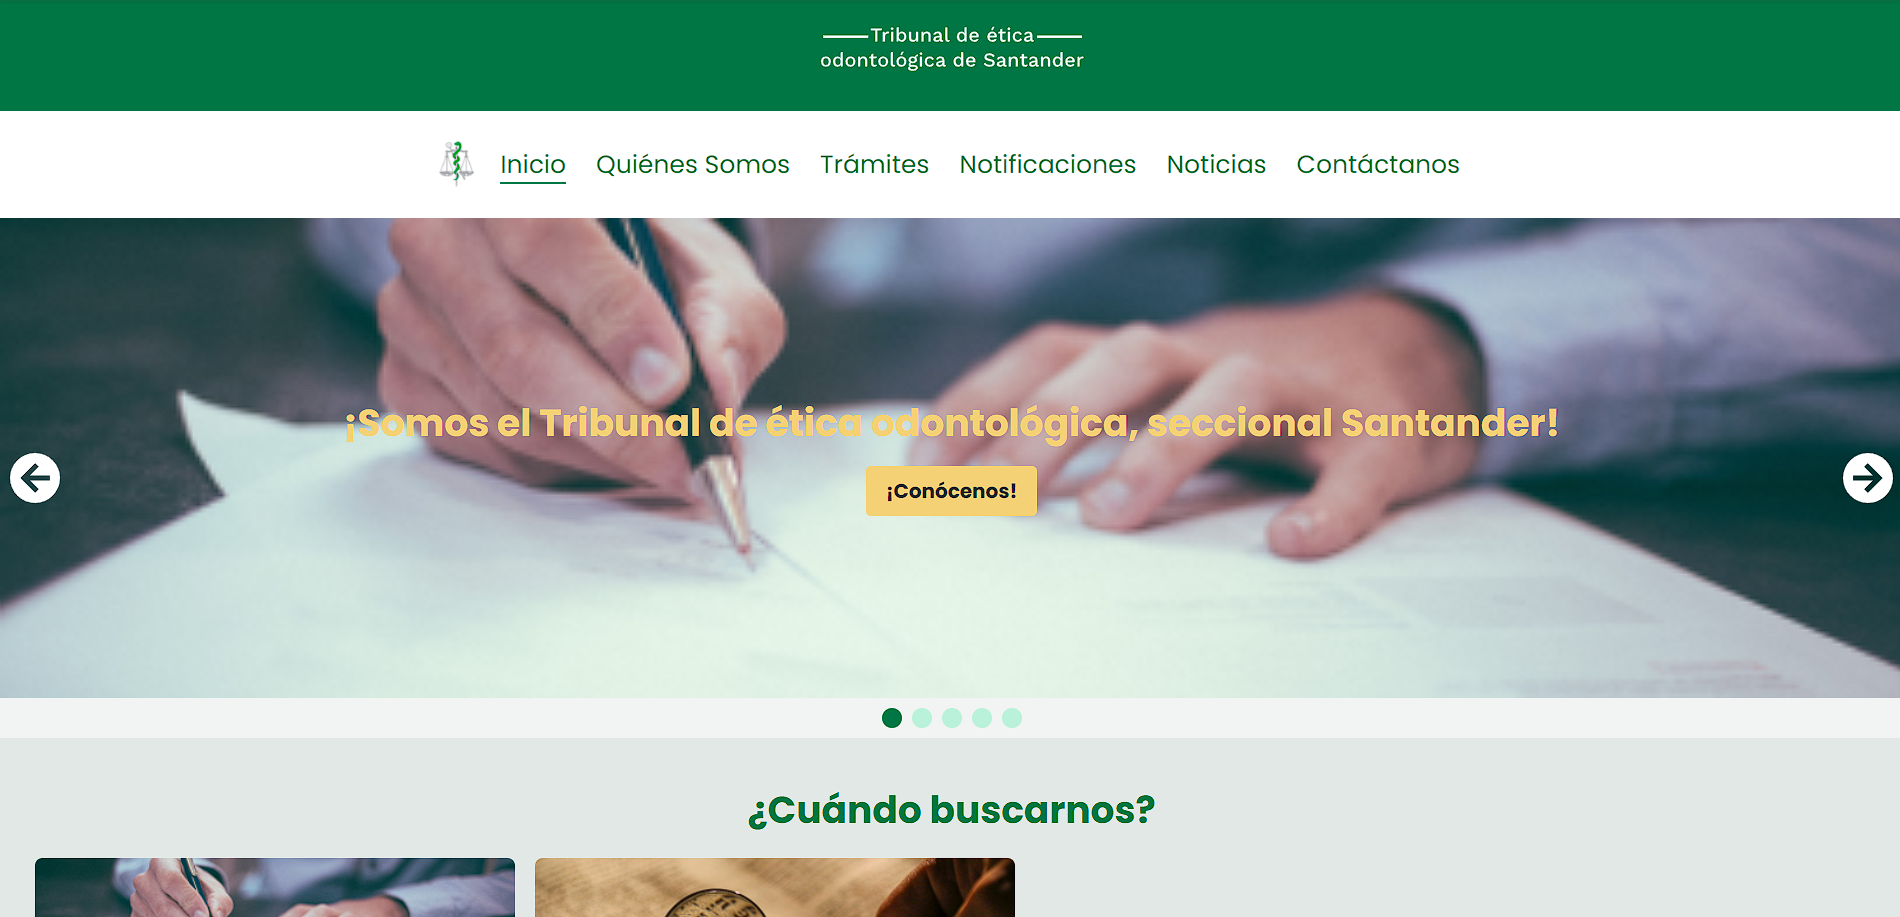 Tribunal de ética
odontológica de Santander
Inicio Quiénes Somos Trámites Notificaciones Noticias Contáctanos
¡Somos el Tribunal de ética odontológica, seccional Santander!
¡Conócenos!
¿Cuándo buscarnos?